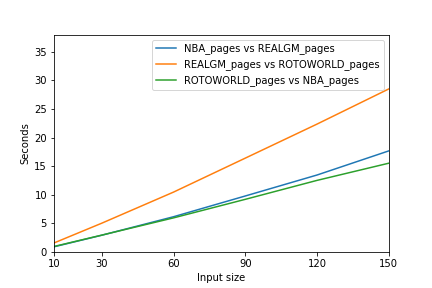 NBA_pages vs REALGM_pages
REALGM_pages vs ROTOWORLD_pages
ROTOWORLD_pages vs NBA_pages
35
30
25
20
15
10
5
0
Seconds
10 30 60 90 120 150
Input size